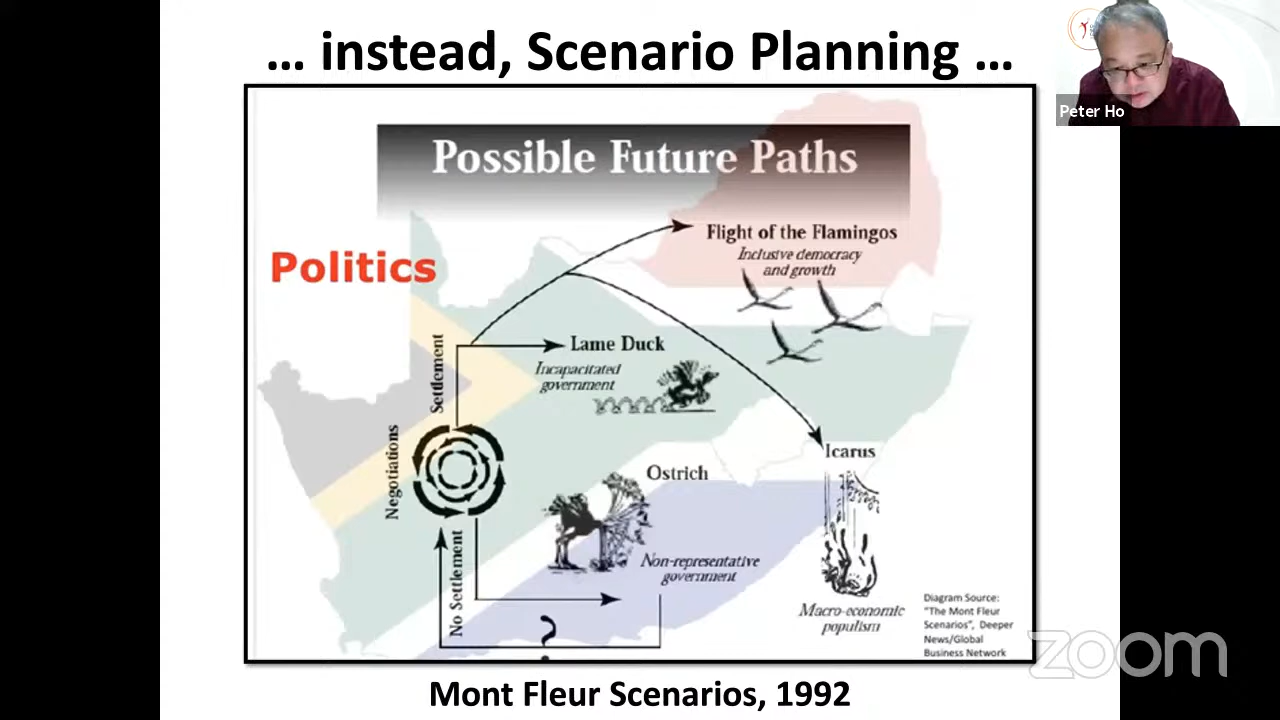 ... instead, Scenario Planning ...
Peter Ho
Possible Future Paths
Politics
Flight of the Flamingos
Inclusive democracy
and growth
Settlement
Lame Duck
Incapacitated
government
Negotiations
Icarus
Ostrich
No Settlement
Non-representative
government
?
Macro-economic
populism
Diagram Source:
"The Mont Fleur
Scenarios", Deeper
News/Global
Business Network
zoom
Mont Fleur Scenarios, 1992